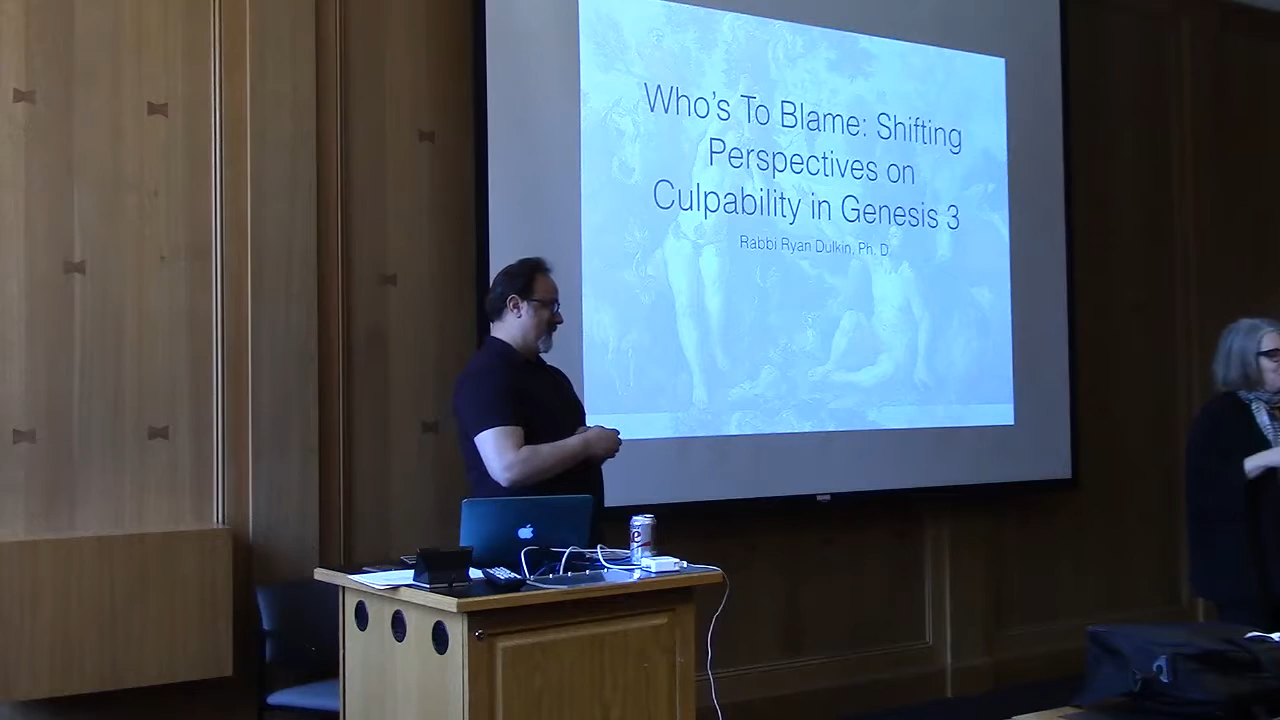 Who's To Blame: Shifting
Perspectives on
Culpability in Genesis 3
Rabbi Ryan Dulkin, Ph. D.